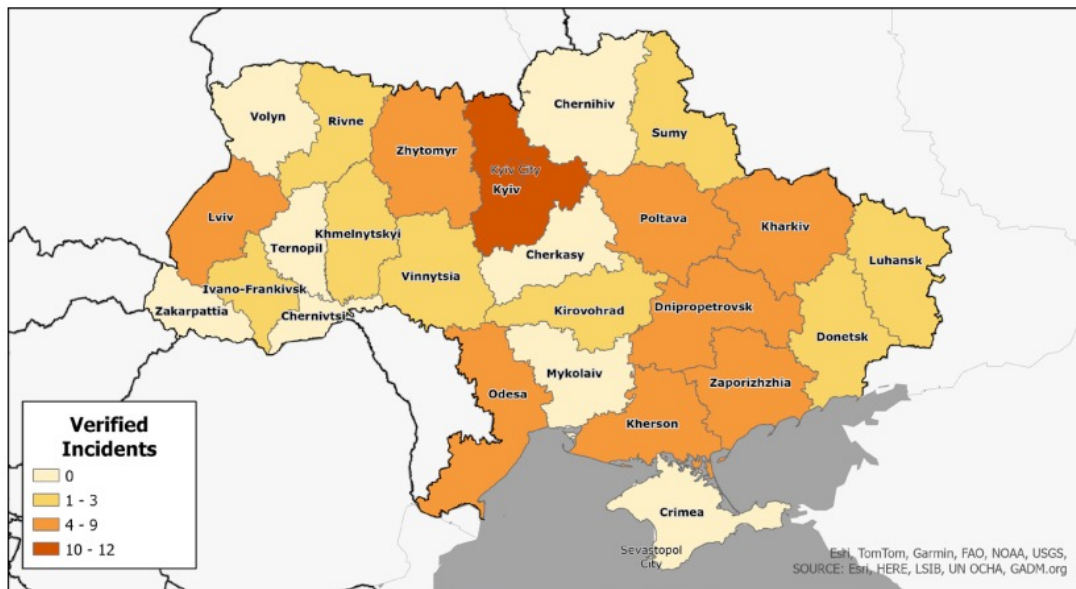 Chernihiv
Volyn
Rivne
Sumy
Zhytomyr
Kyiv City
Kyiv
Lviv
Poltava
Kharkiv
Khmelnytskyi
Ternopil
Cherkasy
Luhansk
Vinnytsia
Ivano-Frankivsk
Zakarpattia
Chernivtsi
Kirovohrad
Dnipropetrovsk
Donetsk
Mykolaiv
Zaporizhzhia
Odesa
Kherson
Crimea
Sevastopol
City
Verified
Incidents
0
1 - 3
4 - 9
10 - 12
Esri, TomTom, Garmin, FAO, NOAA, USGS,
SOURCE: Esri, HERE, LSIB, UN OCHA, GADM.org